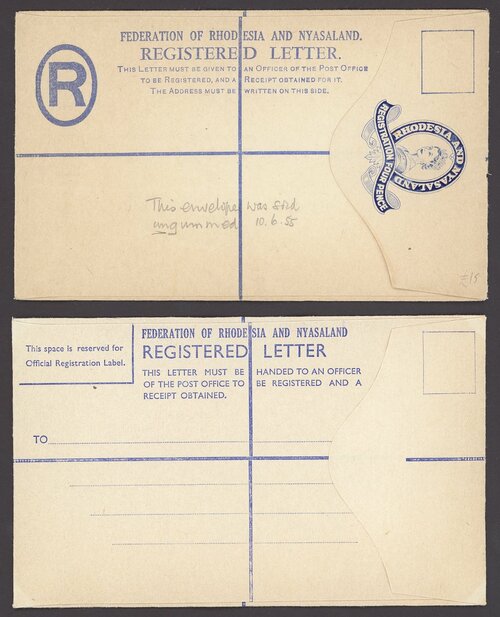 FEDERATION OF RHODESIA AND NYASALAND.
REGISTERED LETTER.
THIS LETTER MUST BE GIVEN TO AN OFFICER OF THE POST OFFICE
TO BE REGISTERED, AND A RECEIPT OBTAINED FOR IT.
THE ADDRESS MUST BE WRITTEN ON THIS SIDE.
R
RHODESIA AND NYASALAND
REGISTRATION FOUR PENCE
This envelope was sold
ungummed 10.6.55
£15
This space is reserved for
Official Registration Label.
FEDERATION OF RHODESIA AND NYASALAND
REGISTERED LETTER
THIS LETTER MUST BE HANDED TO AN OFFICER
OF THE POST OFFICE TO BE REGISTERED AND A
RECEIPT OBTAINED.
TO